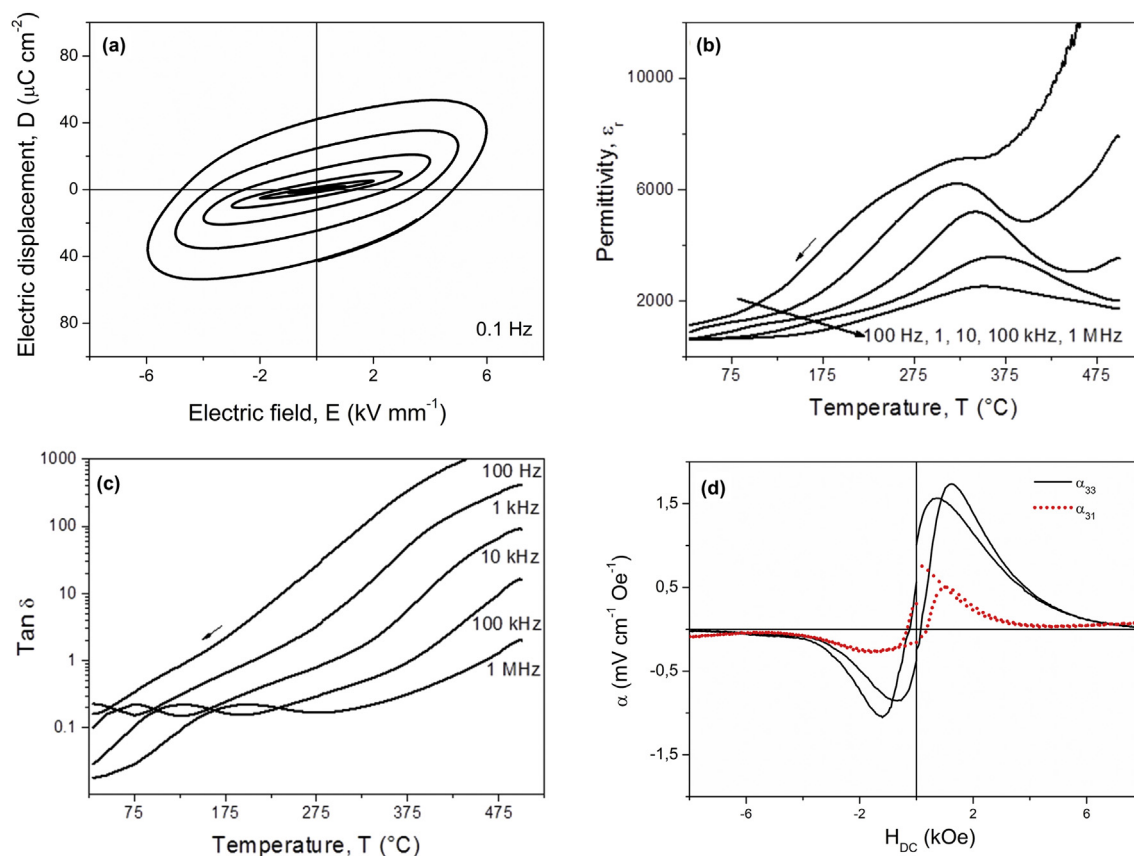 (a)
Electric displacement, D (μC cm⁻²)
80
40
0
40
80
-6
-2
2
6
0.1 Hz
Electric field, E (kV mm⁻¹)
(b)
Permittivity, εr
10000
6000
2000
100 Hz, 1, 10, 100 kHz, 1 MHz
75
175
275
375
475
Temperature, T (°C)
(c)
Tan δ
1000
100
10
1
0.1
100 Hz
1 kHz
10 kHz
100 kHz
1 MHz
75
175
275
375
475
Temperature, T (°C)
(d)
α (mV cm⁻¹ Oe⁻¹)
1,5
0,5
-0,5
-1,5
α33
α31
-6
-2
2
6
HDC (kOe)